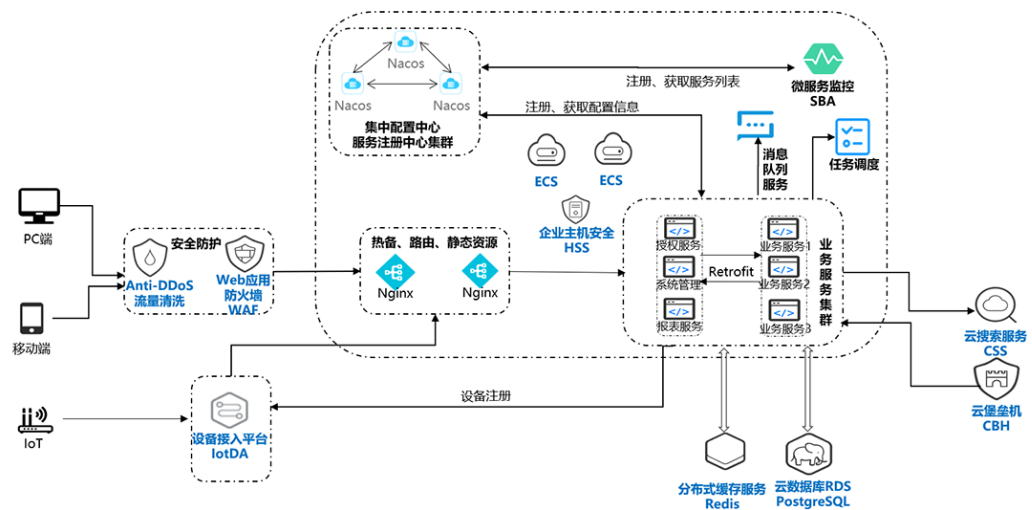 Nacos
Nacos
Nacos
集中配置中心
服务注册中心集群
注册、获取服务列表
注册、获取配置信息
微服务监控
SBA
消息
队列
服务
任务调度
ECS
ECS
企业主机安全
HSS
PC端
移动端
IoT
安全防护
Anti-DDoS
流量清洗
Web应用
防火墙
WAF
热备、路由、静态资源
Nginx
Nginx
授权服务
系统管理
报表服务
Retrofit
业务服务1
业务服务2
业务服务3
业务服务集群
云搜索服务
CSS
云堡垒机
CBH
设备注册
设备接入平台
IotDA
分布式缓存服务
Redis
云数据库RDS
PostgreSQL